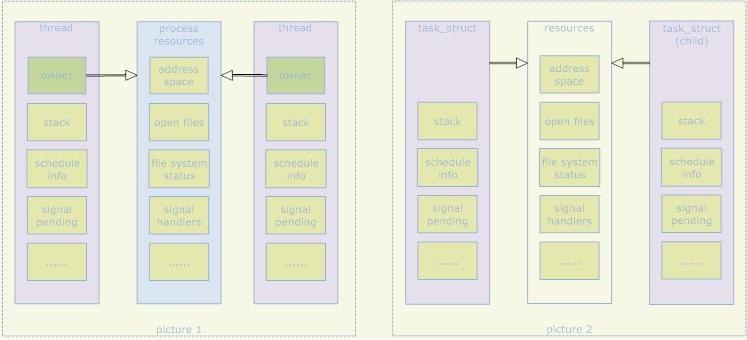 thread
owner
stack
schedule
info
signal
pending
......
process
resources
address
space
open files
file system
status
signal
handlers
......
thread
owner
stack
schedule
info
signal
pending
......
picture 1
task_struct
stack
schedule
info
signal
pending
......
resources
address
space
open files
file system
status
signal
handlers
......
task_struct
(child)
stack
schedule
info
signal
pending
......
picture 2